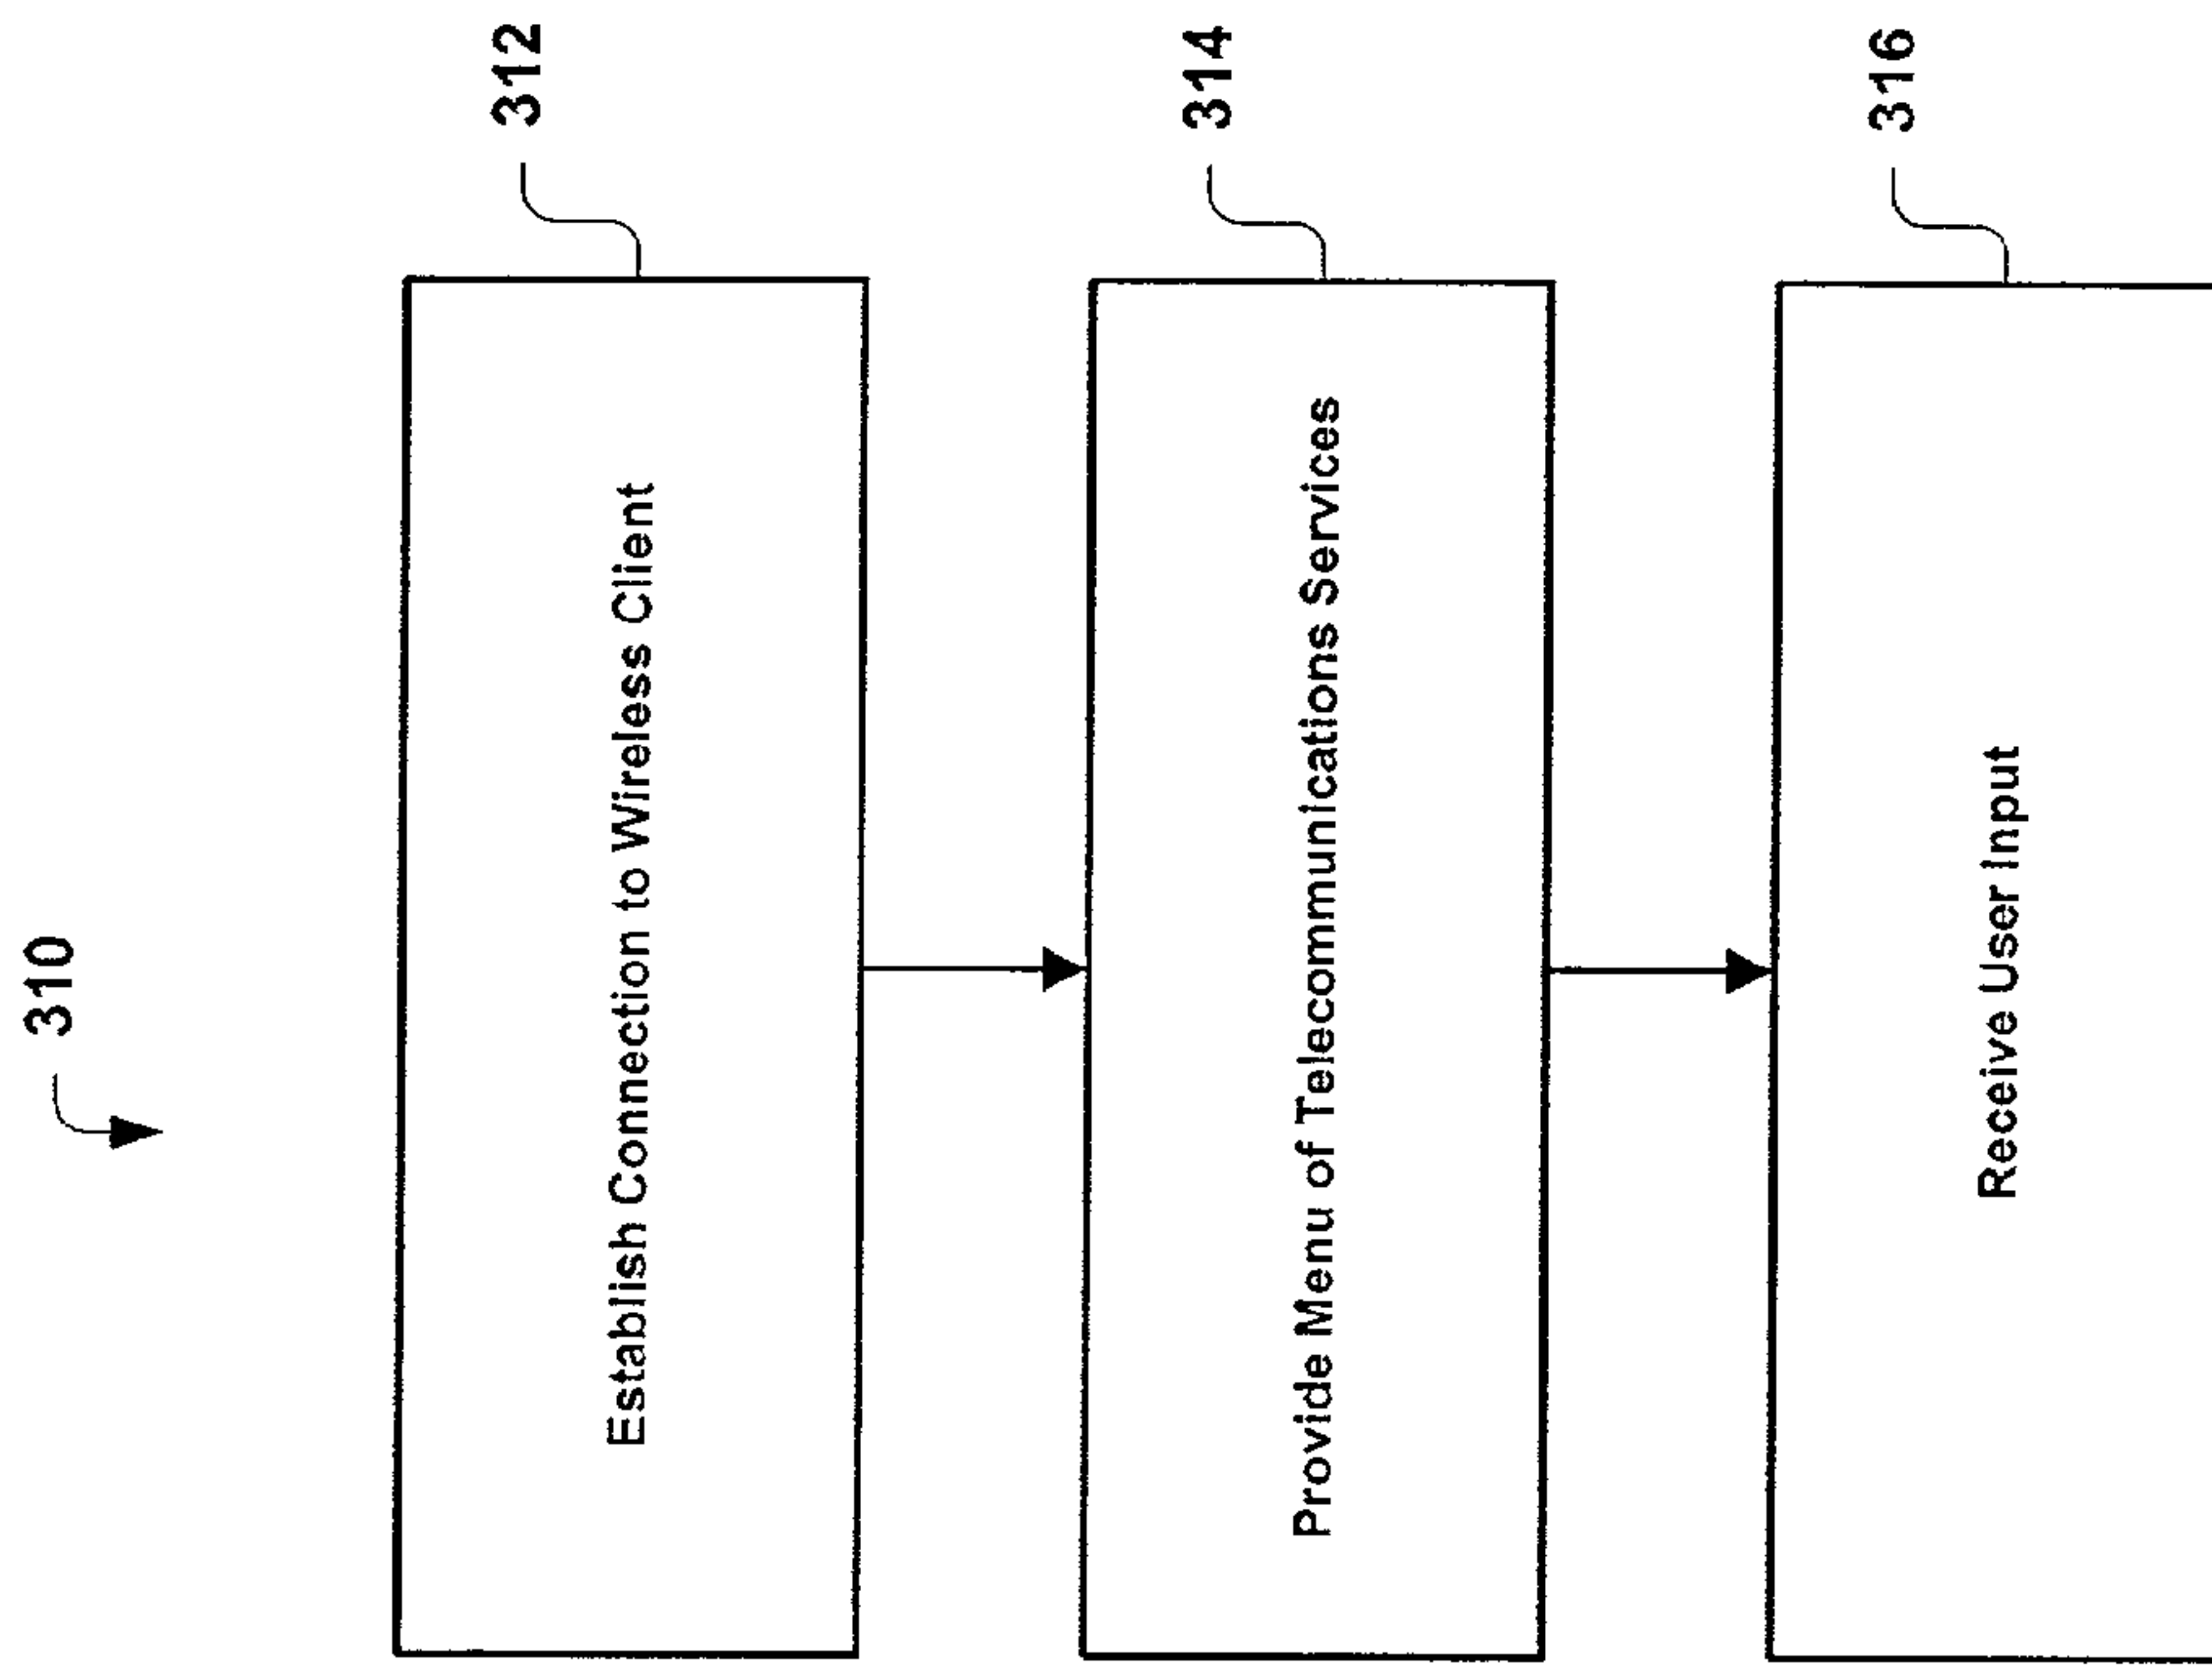 310
312
Establish Connection to Wireless Client
314
Provide Menu of Telecommunications Services
316
Receive User Input